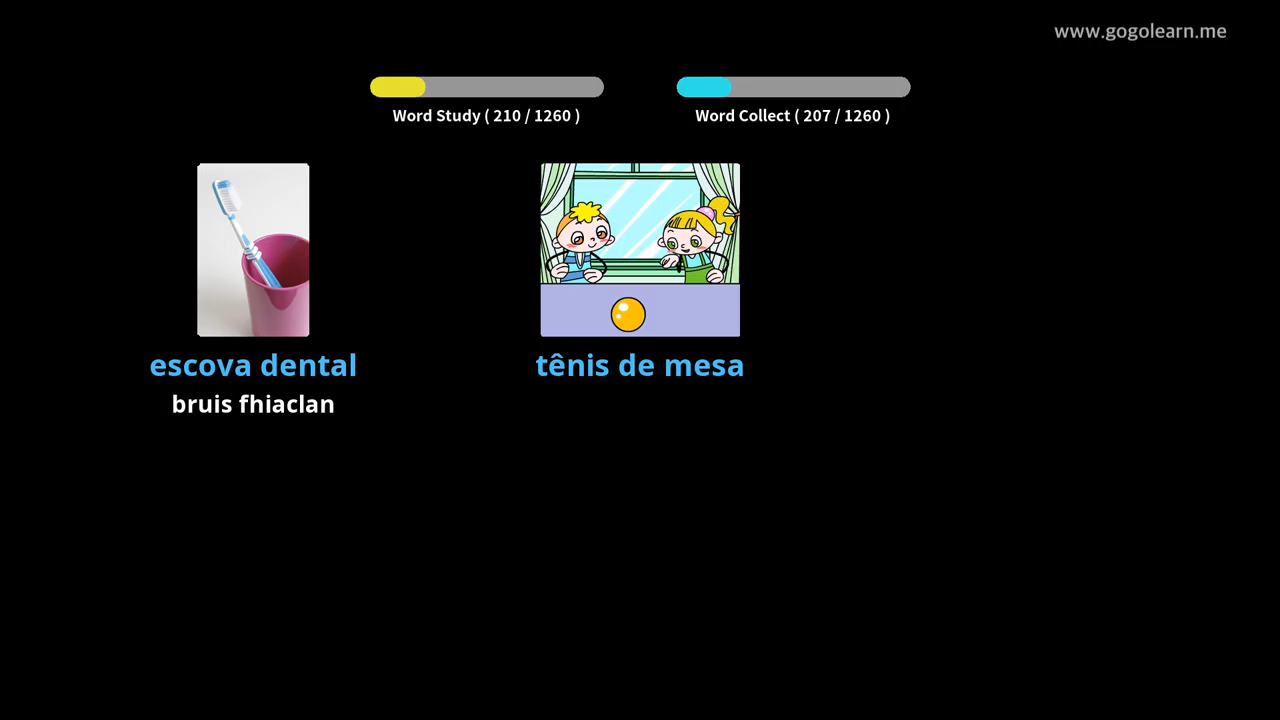 www.gogolearn.me
Word Study ( 210 / 1260 )
Word Collect ( 207 / 1260 )
escova dental
bruis fhiaclan
tênis de mesa